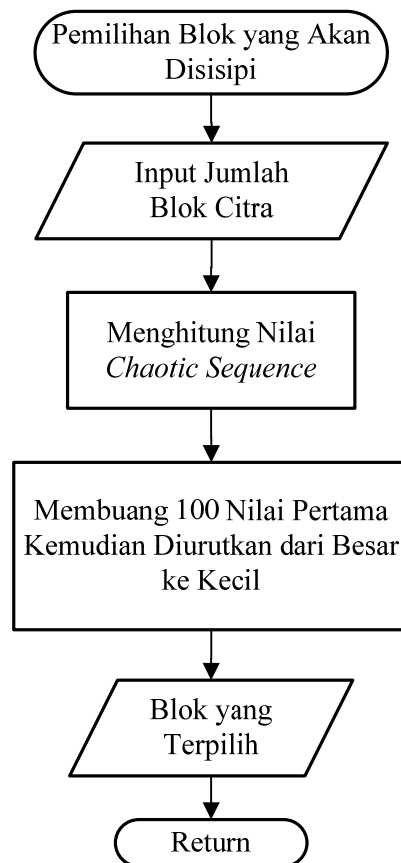 Pemilihan Blok yang Akan
Disisipi
Input Jumlah
Blok Citra
Menghitung Nilai
Chaotic Sequence
Membuang 100 Nilai Pertama
Kemudian Diurutkan dari Besar
ke Kecil
Blok yang
Terpilih
Return